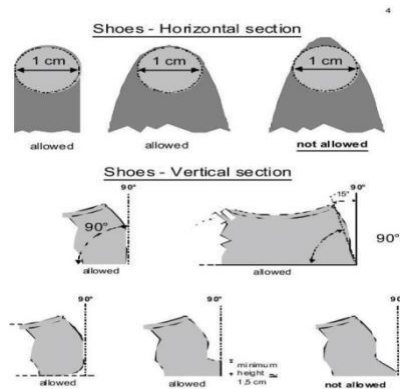 4
Shoes - Horizontal section
1 cm 1 cm 1 cm
allowed allowed not allowed
Shoes - Vertical section
90° 90°
15°
90° 90°
allowed allowed
90° 90° 90°
minimum
height
1,5 cm
allowed allowed not allowed